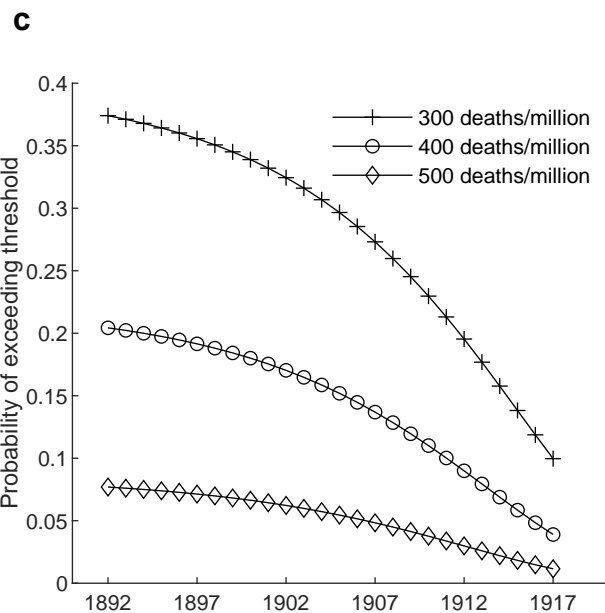 c
Probability of exceeding threshold
0.4
0.35
0.3
0.25
0.2
0.15
0.1
0.05
0
300 deaths/million
400 deaths/million
500 deaths/million
1892 1897 1902 1907 1912 1917